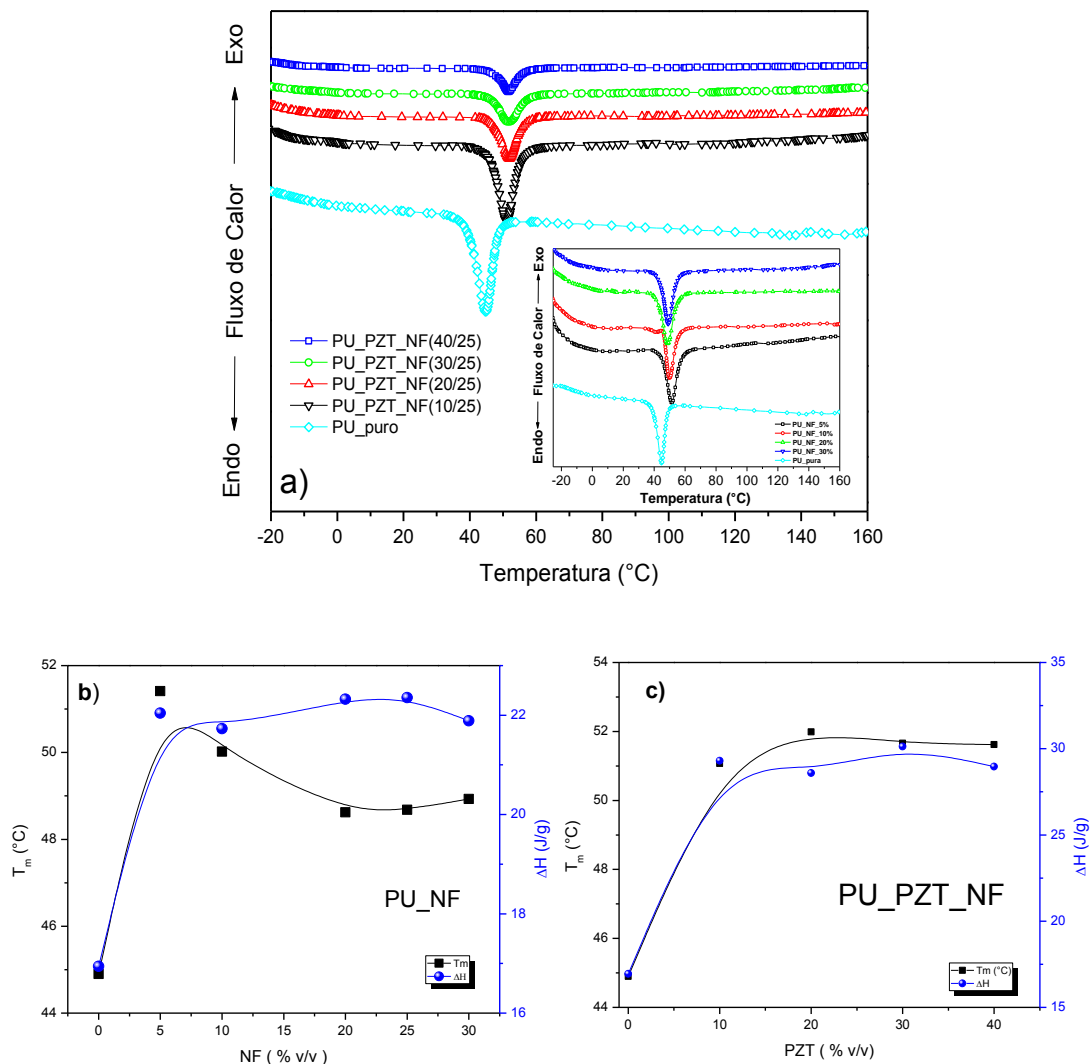 Endo ← Fluxo de Calor → Exo
PU_PZT_NF(40/25)
PU_PZT_NF(30/25)
PU_PZT_NF(20/25)
PU_PZT_NF(10/25)
PU_puro
a)
-20 0 20 40 60 80 100 120 140 160
Temperatura (°C)
Endo ← Fluxo de Calor → Exo
PU_NF_5%
PU_NF_10%
PU_NF_20%
PU_NF_30%
PU_pura
-20 0 20 40 60 80 100 120 140 160
Temperatura (°C)
b)
52
50
48
46
44
Tm (°C)
22
20
18
17
16
ΔH (J/g)
PU_NF
Tm
ΔH
0 5 10 15 20 25 30
NF ( % v/v)
c)
54
52
50
48
46
44
Tm (°C)
35
30
25
20
15
ΔH (J/g)
PU_PZT_NF
Tm (°C)
ΔH
0 10 20 30 40
PZT ( % v/v)